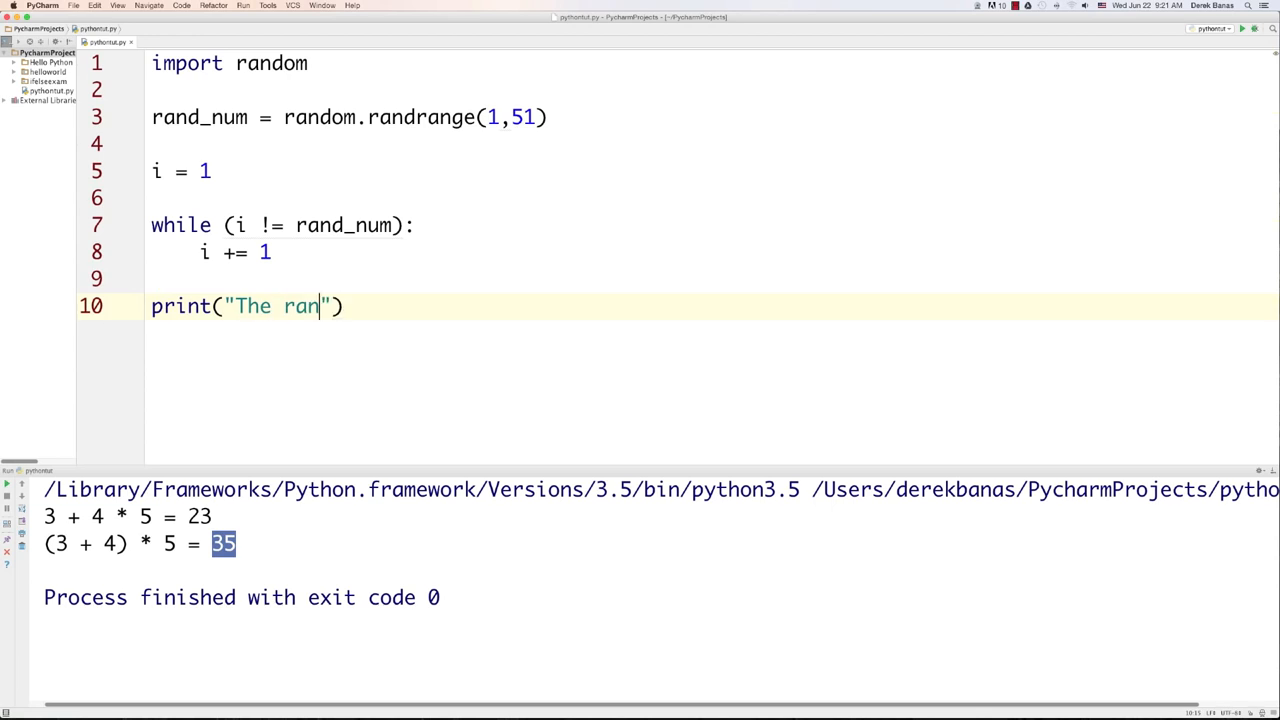 PyCharm File Edit View Navigate Code Refactor Run Tools VCS Window Help 10 Wed Jun 22 9:21 AM Derek Banas
pythontut.py - PycharmProjects - [~/PycharmProjects]
PycharmProjects pythontut.py pythontut
pythontut.py
PycharmProject
Hello Python
helloworld
ifelseexam
pythontut.py
External Librarie
1 import random
2
3 rand_num = random.randrange(1,51)
4
5 i = 1
6
7 while (i != rand_num):
8 i += 1
9
10 print("The ran")
Run pythontut
/Library/Frameworks/Python.framework/Versions/3.5/bin/python3.5 /Users/derekbanas/PycharmProjects/pytho
3 + 4 * 5 = 23
(3 + 4) * 5 = 35
Process finished with exit code 0
10:15 LF UTF-8